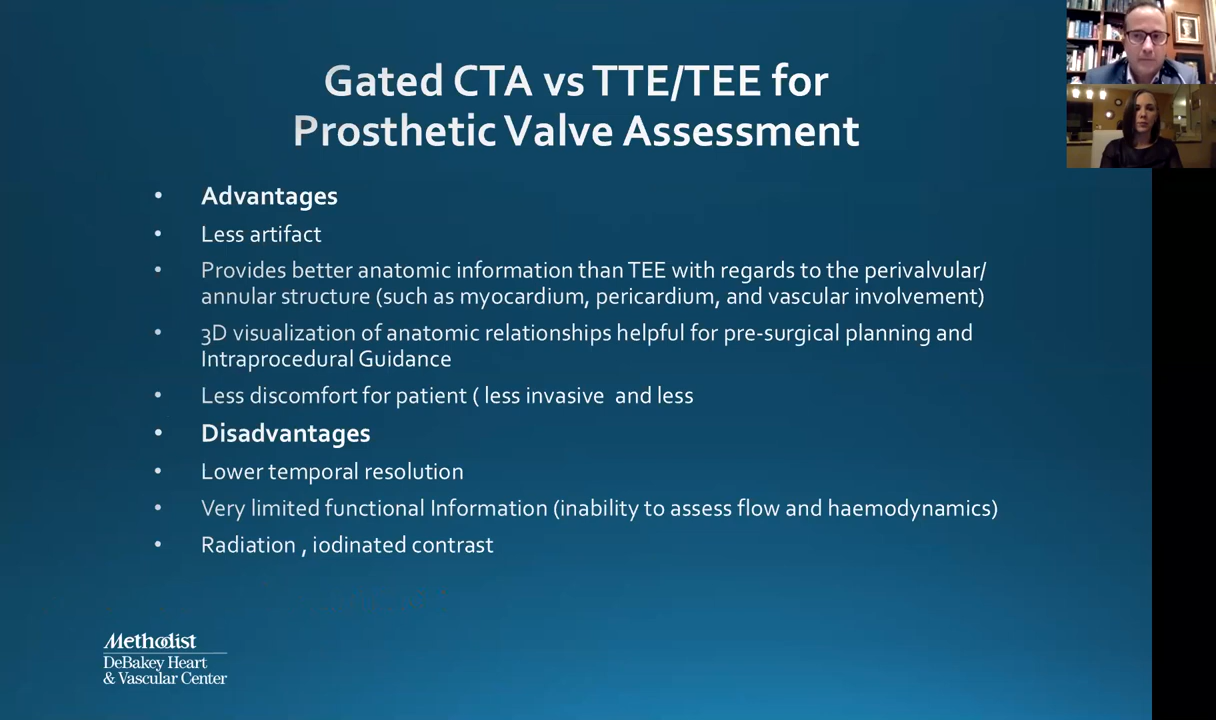 Gated CTA vs TTE/TEE for
Prosthetic Valve Assessment
• Advantages
• Less artifact
• Provides better anatomic information than TEE with regards to the perivalvular/
annular structure (such as myocardium, pericardium, and vascular involvement)
• 3D visualization of anatomic relationships helpful for pre-surgical planning and
Intraprocedural Guidance
• Less discomfort for patient ( less invasive  and less
• Disadvantages
• Lower temporal resolution
• Very limited functional Information (inability to assess flow and haemodynamics)
• Radiation , iodinated contrast
Methodist
DeBakey Heart
& Vascular Center